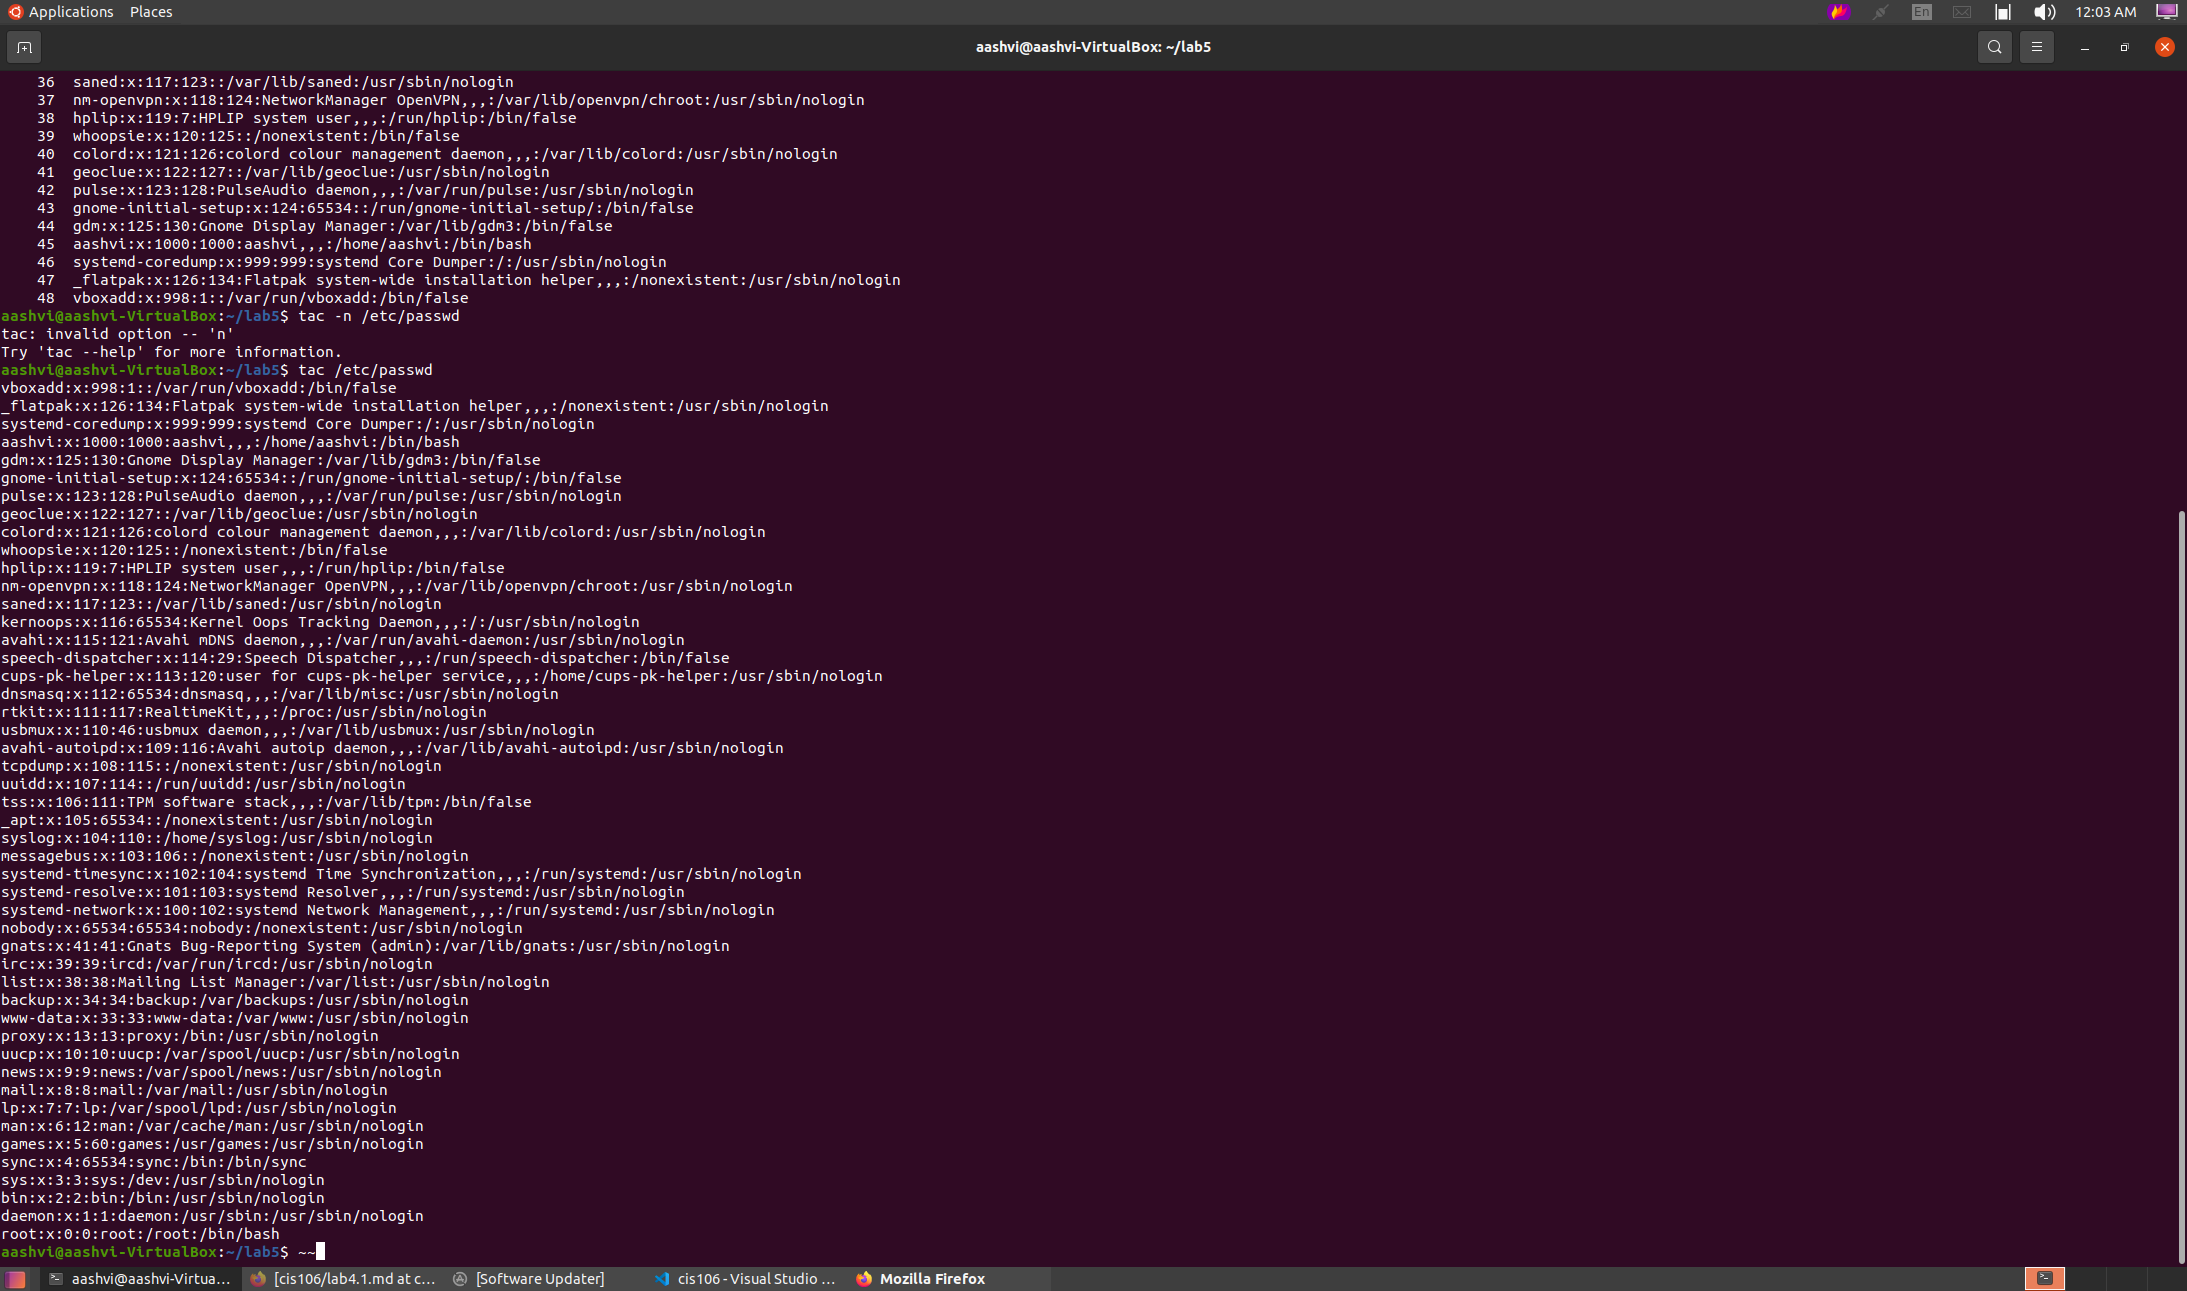 Applications Places En 12:03 AM
aashvi@aashvi-VirtualBox: ~/lab5
36 saned:x:117:123::/var/lib/saned:/usr/sbin/nologin
37 nm-openvpn:x:118:124:NetworkManager OpenVPN,,,:/var/lib/openvpn/chroot:/usr/sbin/nologin
38 hplip:x:119:7:HPLIP system user,,,:/run/hplip:/bin/false
39 whoopsie:x:120:125::/nonexistent:/bin/false
40 colord:x:121:126:colord colour management daemon,,,:/var/lib/colord:/usr/sbin/nologin
41 geoclue:x:122:127::/var/lib/geoclue:/usr/sbin/nologin
42 pulse:x:123:128:PulseAudio daemon,,,:/var/run/pulse:/usr/sbin/nologin
43 gnome-initial-setup:x:124:65534::/run/gnome-initial-setup/:/bin/false
44 gdm:x:125:130:Gnome Display Manager:/var/lib/gdm3:/bin/false
45 aashvi:x:1000:1000:aashvi,,,:/home/aashvi:/bin/bash
46 systemd-coredump:x:999:999:systemd Core Dumper:/:/usr/sbin/nologin
47 _flatpak:x:126:134:Flatpak system-wide installation helper,,,:/nonexistent:/usr/sbin/nologin
48 vboxadd:x:998:1::/var/run/vboxadd:/bin/false
aashvi@aashvi-VirtualBox:~/lab5$ tac -n /etc/passwd
tac: invalid option -- 'n'
Try 'tac --help' for more information.
aashvi@aashvi-VirtualBox:~/lab5$ tac /etc/passwd
vboxadd:x:998:1::/var/run/vboxadd:/bin/false
_flatpak:x:126:134:Flatpak system-wide installation helper,,,:/nonexistent:/usr/sbin/nologin
systemd-coredump:x:999:999:systemd Core Dumper:/:/usr/sbin/nologin
aashvi:x:1000:1000:aashvi,,,:/home/aashvi:/bin/bash
gdm:x:125:130:Gnome Display Manager:/var/lib/gdm3:/bin/false
gnome-initial-setup:x:124:65534::/run/gnome-initial-setup/:/bin/false
pulse:x:123:128:PulseAudio daemon,,,:/var/run/pulse:/usr/sbin/nologin
geoclue:x:122:127::/var/lib/geoclue:/usr/sbin/nologin
colord:x:121:126:colord colour management daemon,,,:/var/lib/colord:/usr/sbin/nologin
whoopsie:x:120:125::/nonexistent:/bin/false
hplip:x:119:7:HPLIP system user,,,:/run/hplip:/bin/false
nm-openvpn:x:118:124:NetworkManager OpenVPN,,,:/var/lib/openvpn/chroot:/usr/sbin/nologin
saned:x:117:123::/var/lib/saned:/usr/sbin/nologin
kernoops:x:116:65534:Kernel Oops Tracking Daemon,,,:/:/usr/sbin/nologin
avahi:x:115:121:Avahi mDNS daemon,,,:/var/run/avahi-daemon:/usr/sbin/nologin
speech-dispatcher:x:114:29:Speech Dispatcher,,,:/run/speech-dispatcher:/bin/false
cups-pk-helper:x:113:120:user for cups-pk-helper service,,,:/home/cups-pk-helper:/usr/sbin/nologin
dnsmasq:x:112:65534:dnsmasq,,,:/var/lib/misc:/usr/sbin/nologin
rtkit:x:111:117:RealtimeKit,,,:/proc:/usr/sbin/nologin
usbmux:x:110:46:usbmux daemon,,,:/var/lib/usbmux:/usr/sbin/nologin
avahi-autoipd:x:109:116:Avahi autoip daemon,,,:/var/lib/avahi-autoipd:/usr/sbin/nologin
tcpdump:x:108:115::/nonexistent:/usr/sbin/nologin
uuidd:x:107:114::/run/uuidd:/usr/sbin/nologin
tss:x:106:111:TPM software stack,,,:/var/lib/tpm:/bin/false
_apt:x:105:65534::/nonexistent:/usr/sbin/nologin
syslog:x:104:110::/home/syslog:/usr/sbin/nologin
messagebus:x:103:106::/nonexistent:/usr/sbin/nologin
systemd-timesync:x:102:104:systemd Time Synchronization,,,:/run/systemd:/usr/sbin/nologin
systemd-resolve:x:101:103:systemd Resolver,,,:/run/systemd:/usr/sbin/nologin
systemd-network:x:100:102:systemd Network Management,,,:/run/systemd:/usr/sbin/nologin
nobody:x:65534:65534:nobody:/nonexistent:/usr/sbin/nologin
gnats:x:41:41:Gnats Bug-Reporting System (admin):/var/lib/gnats:/usr/sbin/nologin
irc:x:39:39:ircd:/var/run/ircd:/usr/sbin/nologin
list:x:38:38:Mailing List Manager:/var/list:/usr/sbin/nologin
backup:x:34:34:backup:/var/backups:/usr/sbin/nologin
www-data:x:33:33:www-data:/var/www:/usr/sbin/nologin
proxy:x:13:13:proxy:/bin:/usr/sbin/nologin
uucp:x:10:10:uucp:/var/spool/uucp:/usr/sbin/nologin
news:x:9:9:news:/var/spool/news:/usr/sbin/nologin
mail:x:8:8:mail:/var/mail:/usr/sbin/nologin
lp:x:7:7:lp:/var/spool/lpd:/usr/sbin/nologin
man:x:6:12:man:/var/cache/man:/usr/sbin/nologin
games:x:5:60:games:/usr/games:/usr/sbin/nologin
sync:x:4:65534:sync:/bin:/bin/sync
sys:x:3:3:sys:/dev:/usr/sbin/nologin
bin:x:2:2:bin:/bin:/usr/sbin/nologin
daemon:x:1:1:daemon:/usr/sbin:/usr/sbin/nologin
root:x:0:0:root:/root:/bin/bash
aashvi@aashvi-VirtualBox:~/lab5$ ~~
aashvi@aashvi-Virtua... [cis106/lab4.1.md at c... [Software Updater] cis106 - Visual Studio ... Mozilla Firefox